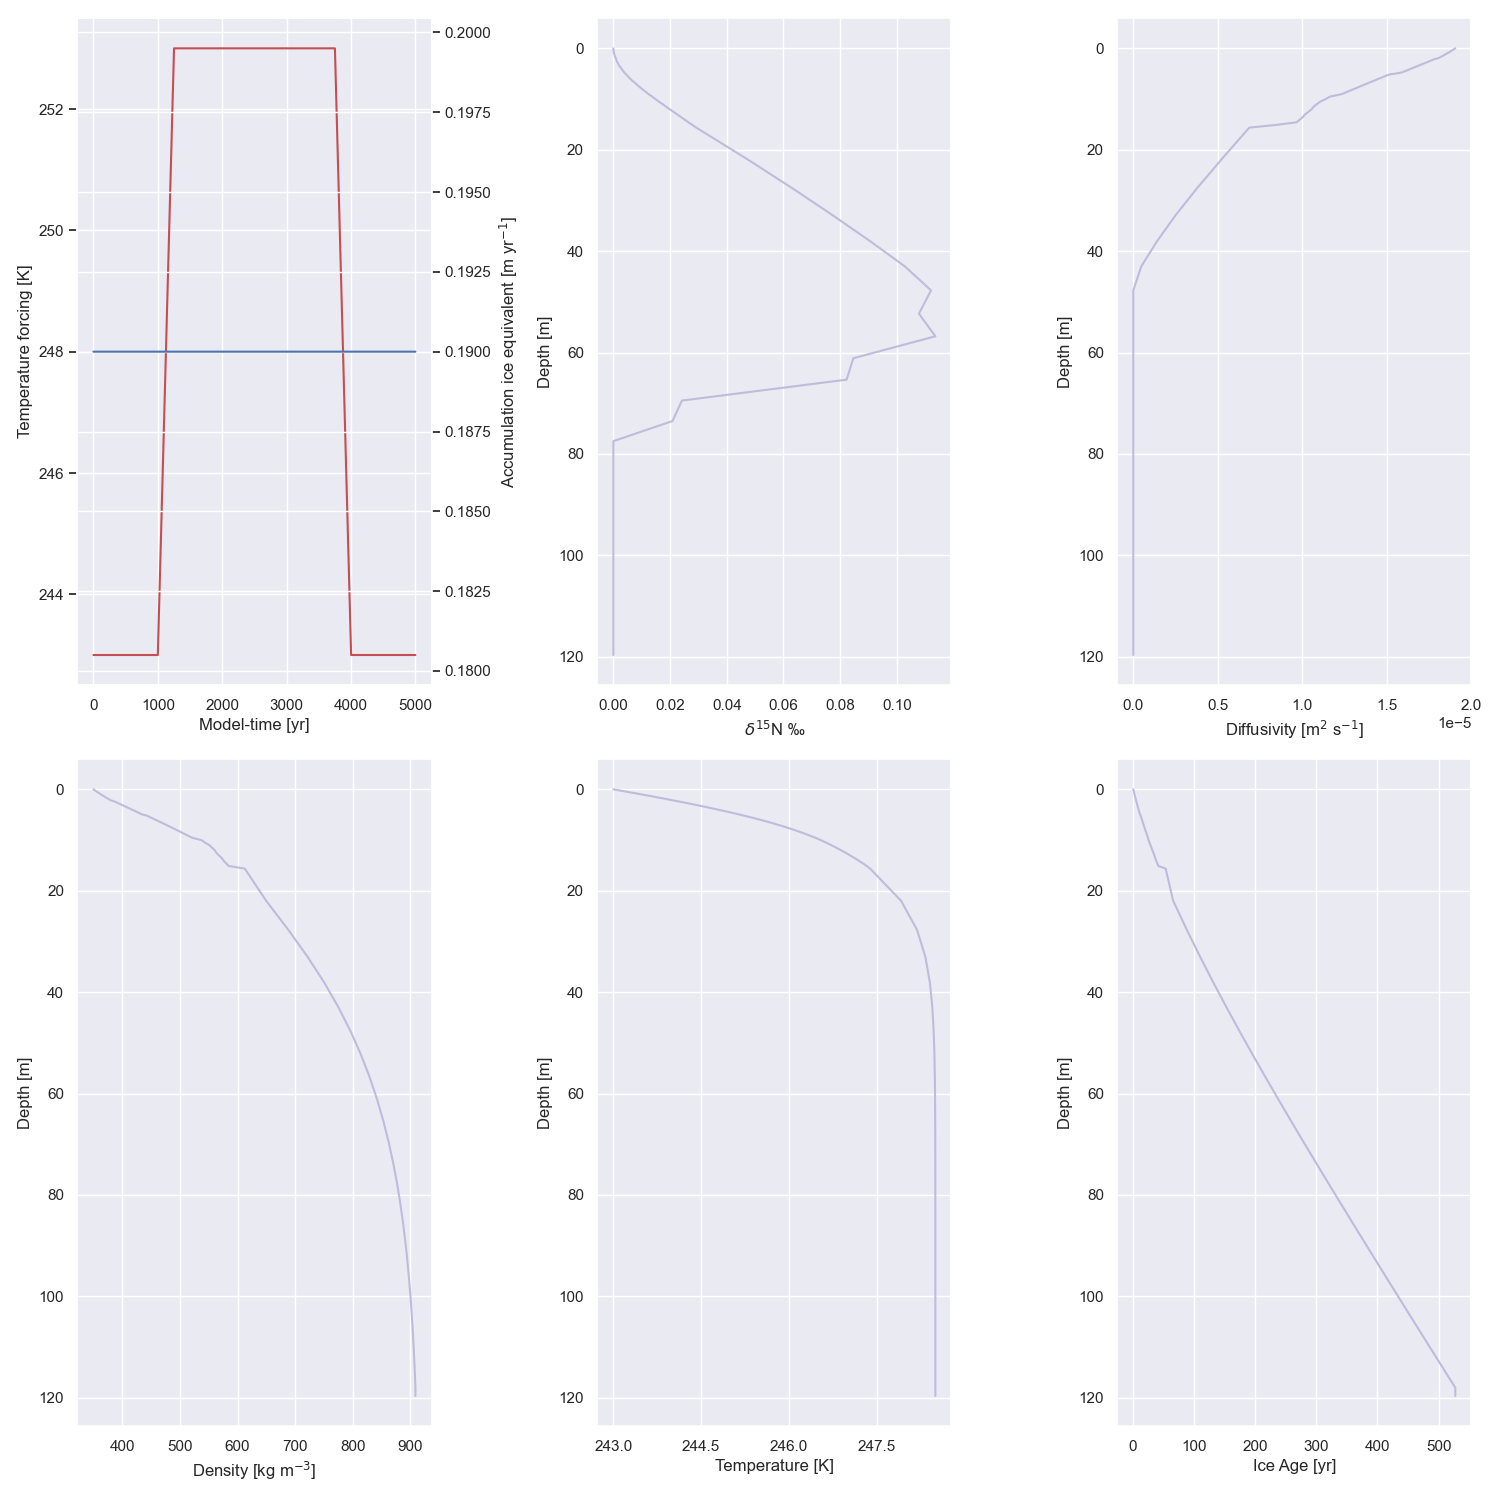 Temperature forcing [K]
252
250
248
246
244
0.2000
0.1975
0.1950
0.1925
0.1900
0.1875
0.1850
0.1825
0.1800
Accumulation ice equivalent [m yr⁻¹]
0 1000 2000 3000 4000 5000
Model-time [yr]
Depth [m]
0
20
40
60
80
100
120
0.00 0.02 0.04 0.06 0.08 0.10
δ¹⁵N ‰
Depth [m]
0
20
40
60
80
100
120
0.0 0.5 1.0 1.5 2.0
1e−5
Diffusivity [m² s⁻¹]
Depth [m]
0
20
40
60
80
100
120
400 500 600 700 800 900
Density [kg m⁻³]
Depth [m]
0
20
40
60
80
100
120
243.0 244.5 246.0 247.5
Temperature [K]
Depth [m]
0
20
40
60
80
100
120
0 100 200 300 400 500
Ice Age [yr]